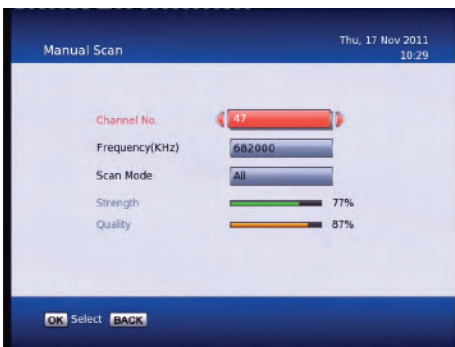 Manual Scan
Thu, 17 Nov 2011
10:29
Channel No. 47
Frequency(KHz) 682000
Scan Mode All
Strength 77%
Quality 87%
OK Select BACK